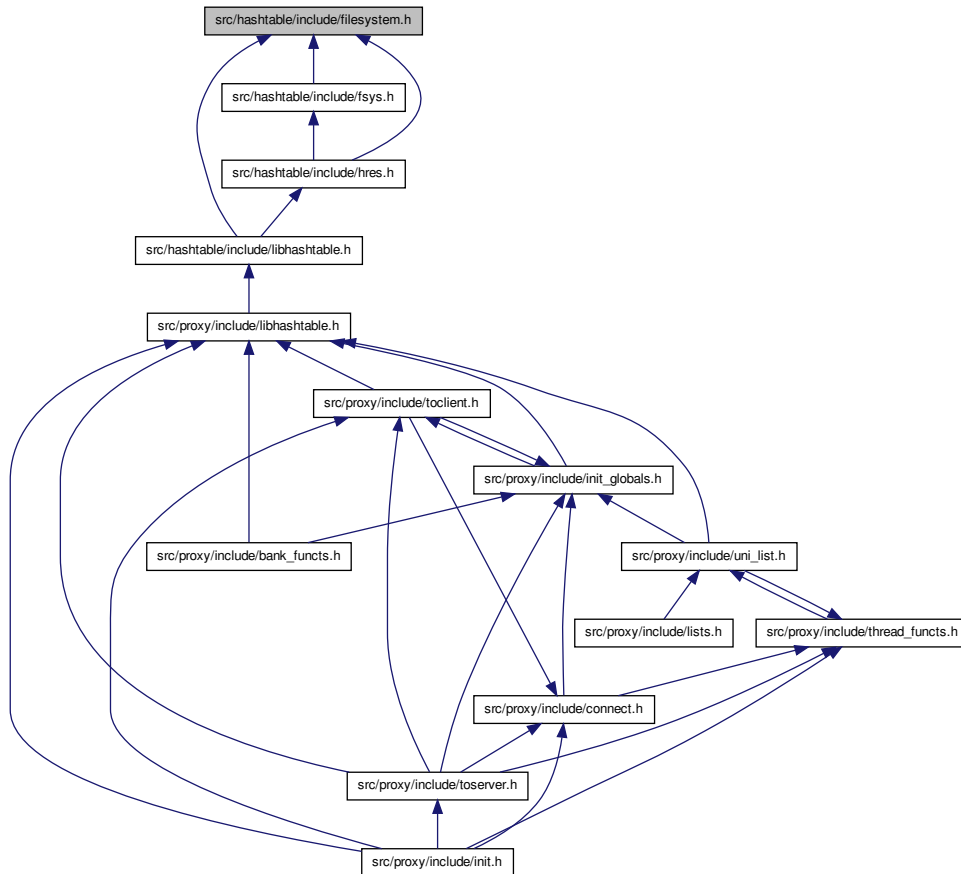 src/hashtable/include/filesystem.h
src/hashtable/include/fsys.h
src/hashtable/include/hres.h
src/hashtable/include/libhashtable.h
src/proxy/include/libhashtable.h
src/proxy/include/toclient.h
src/proxy/include/init_globals.h
src/proxy/include/bank_functs.h
src/proxy/include/uni_list.h
src/proxy/include/lists.h
src/proxy/include/thread_functs.h
src/proxy/include/connect.h
src/proxy/include/toserver.h
src/proxy/include/init.h